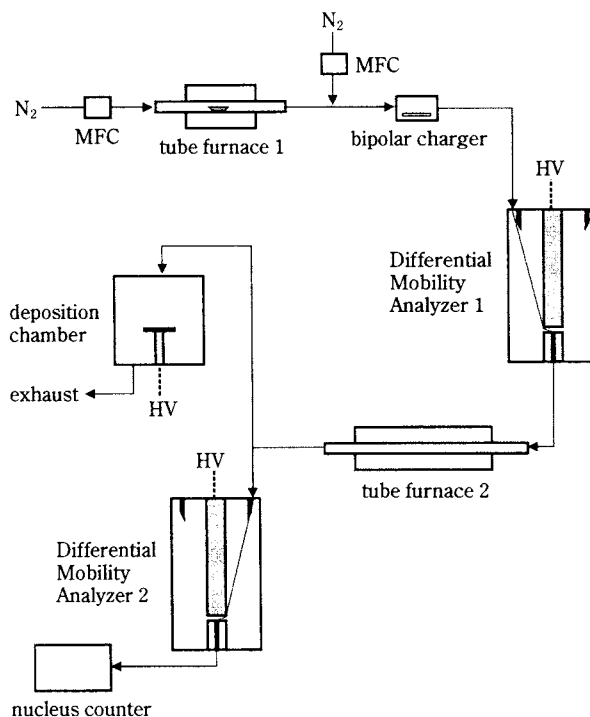 N2
MFC
N2
MFC
tube furnace 1
bipolar charger
HV
Differential
Mobility
Analyzer 1
deposition
chamber
exhaust
HV
HV
tube furnace 2
Differential
Mobility
Analyzer 2
nucleus counter